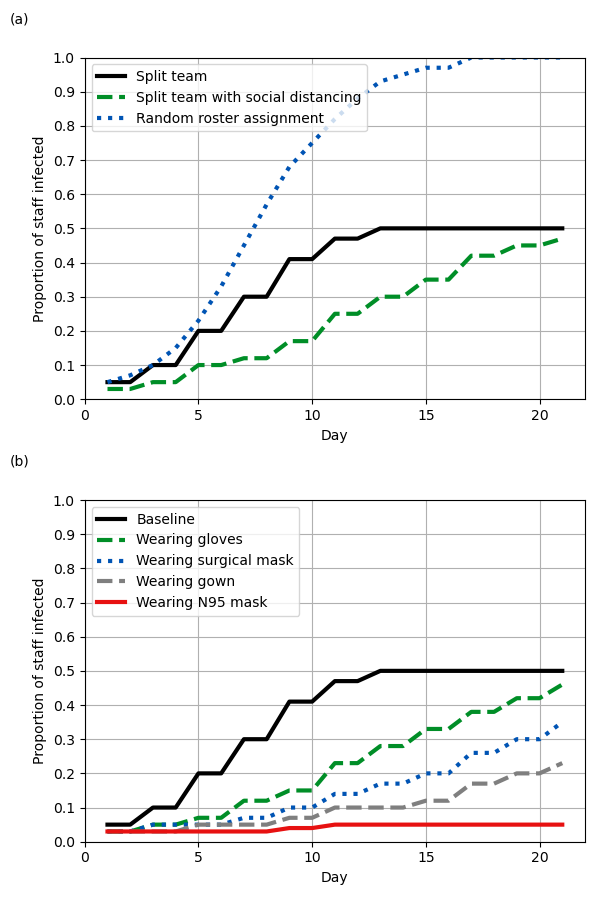 (a)
1.0
0.9
0.8
0.7
0.6
0.5
0.4
0.3
0.2
0.1
0.0
Proportion of staff infected
Split team
Split team with social distancing
Random roster assignment
0 5 10 15 20
Day
(b)
1.0
0.9
0.8
0.7
0.6
0.5
0.4
0.3
0.2
0.1
0.0
Proportion of staff infected
Baseline
Wearing gloves
Wearing surgical mask
Wearing gown
Wearing N95 mask
0 5 10 15 20
Day